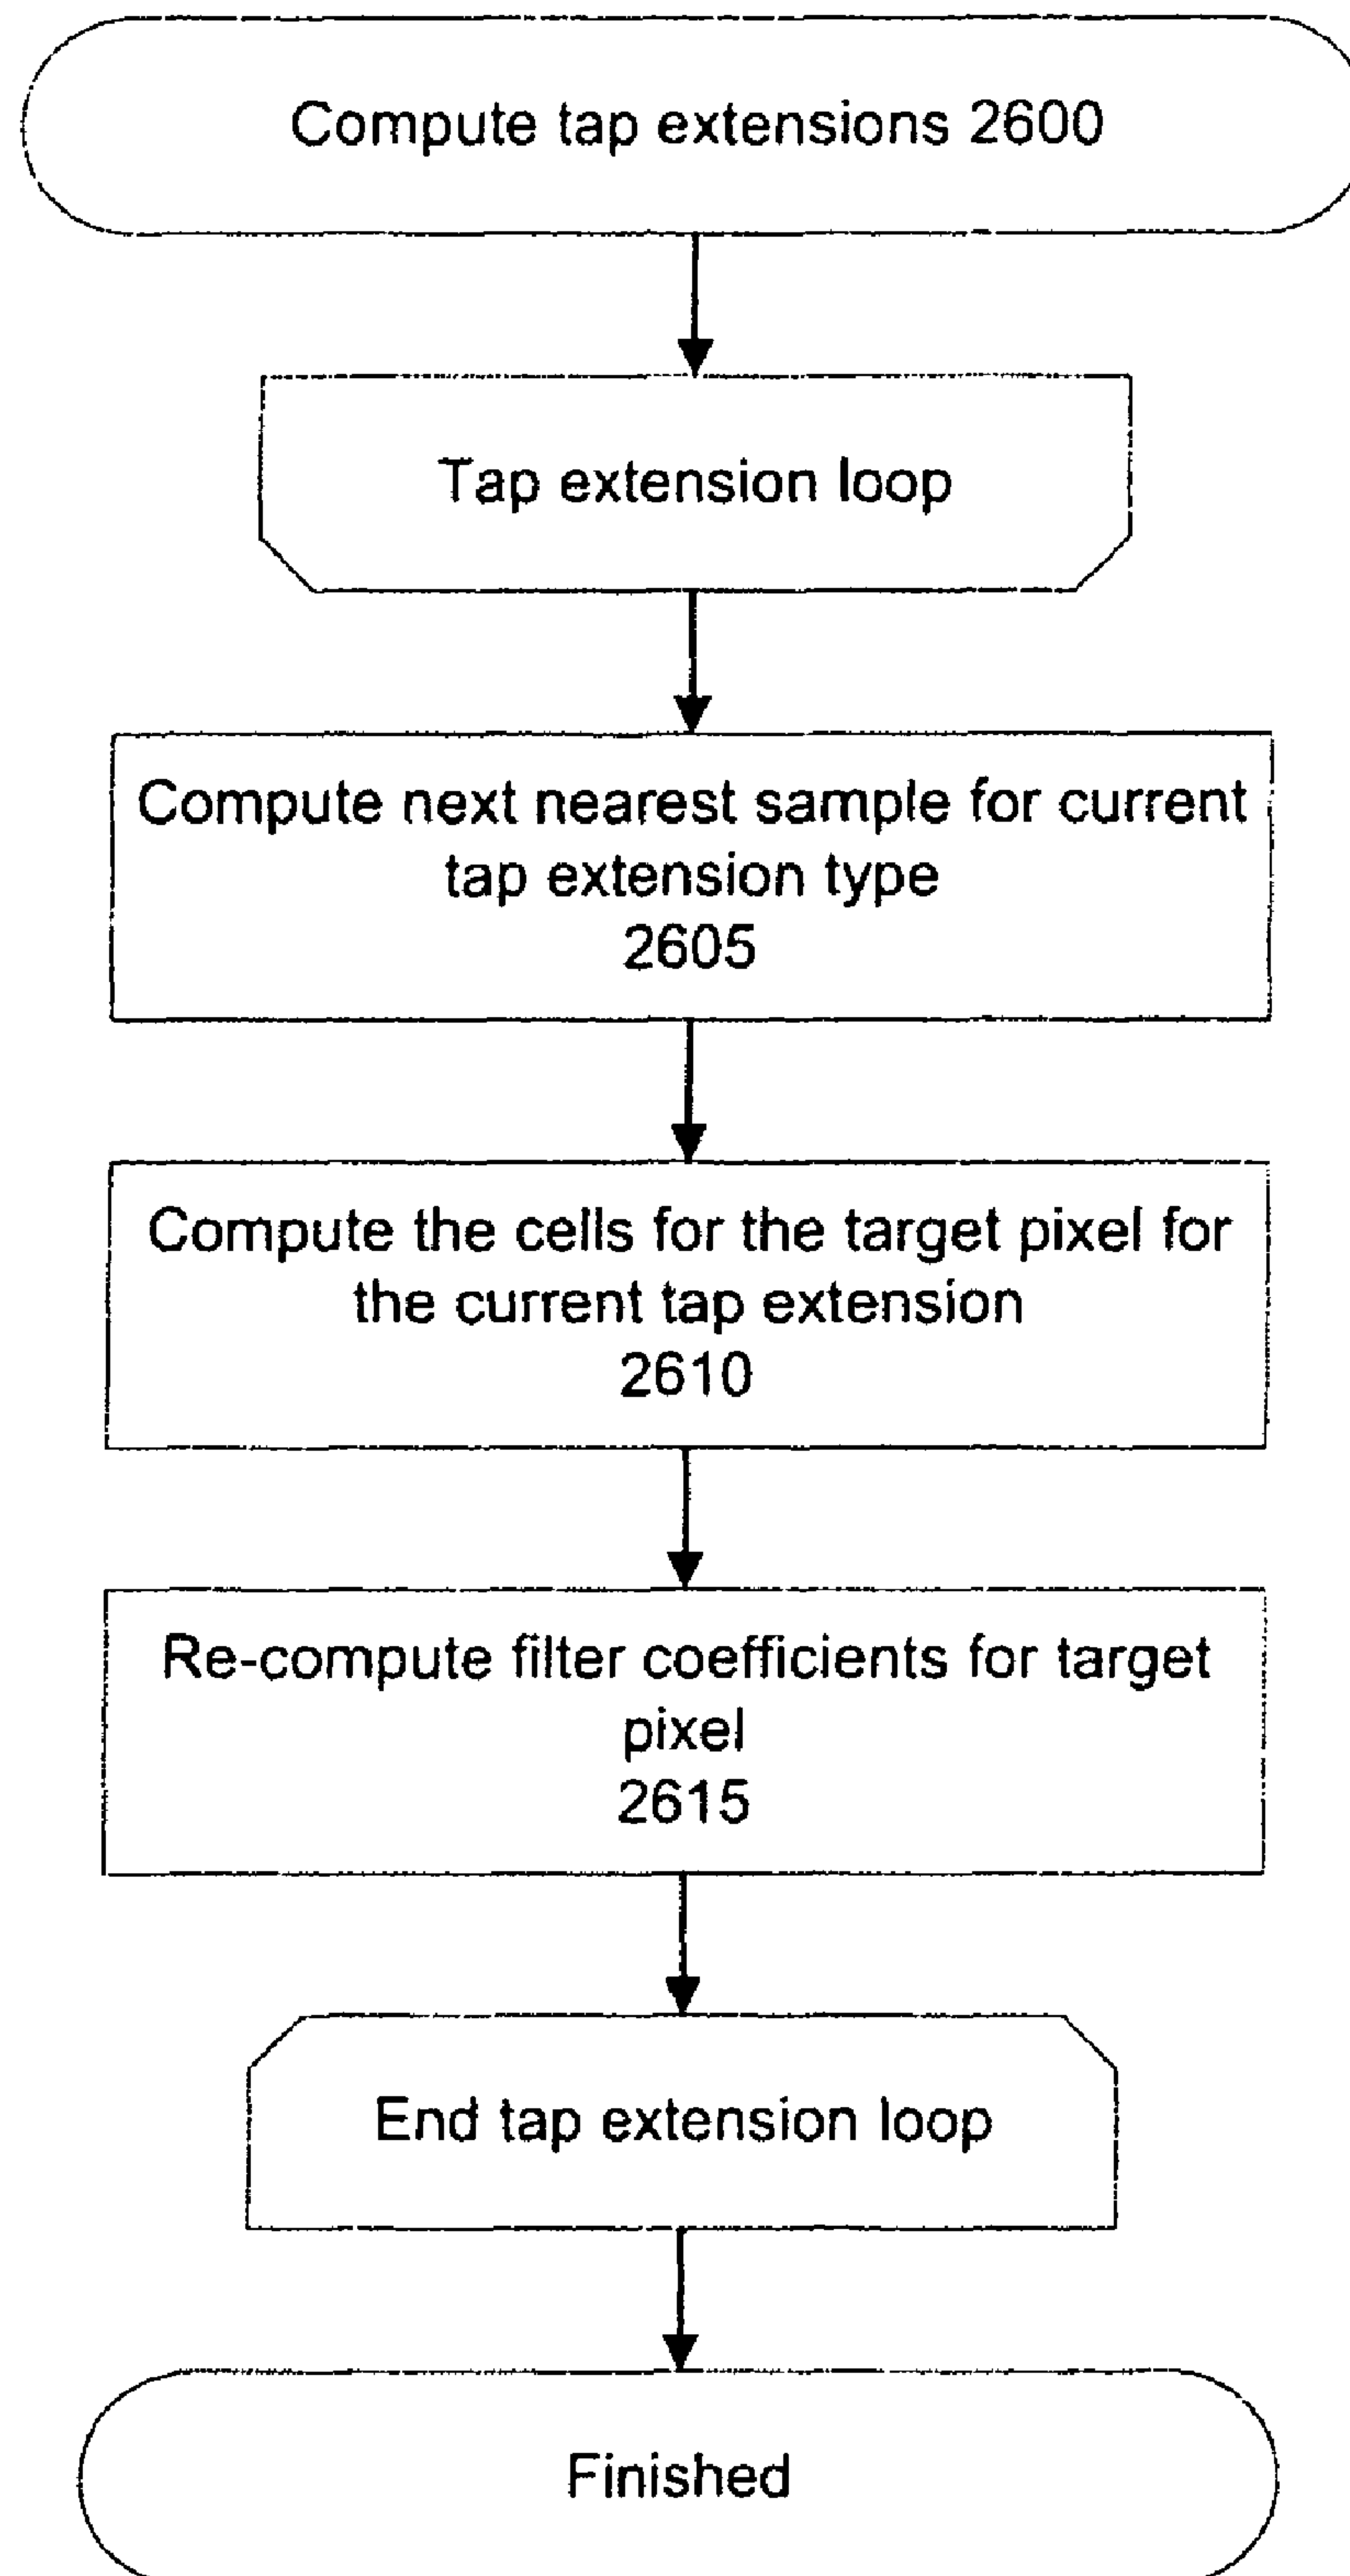 Compute tap extensions 2600
Tap extension loop
Compute next nearest sample for current
tap extension type
2605
Compute the cells for the target pixel for
the current tap extension
2610
Re-compute filter coefficients for target
pixel
2615
End tap extension loop
Finished